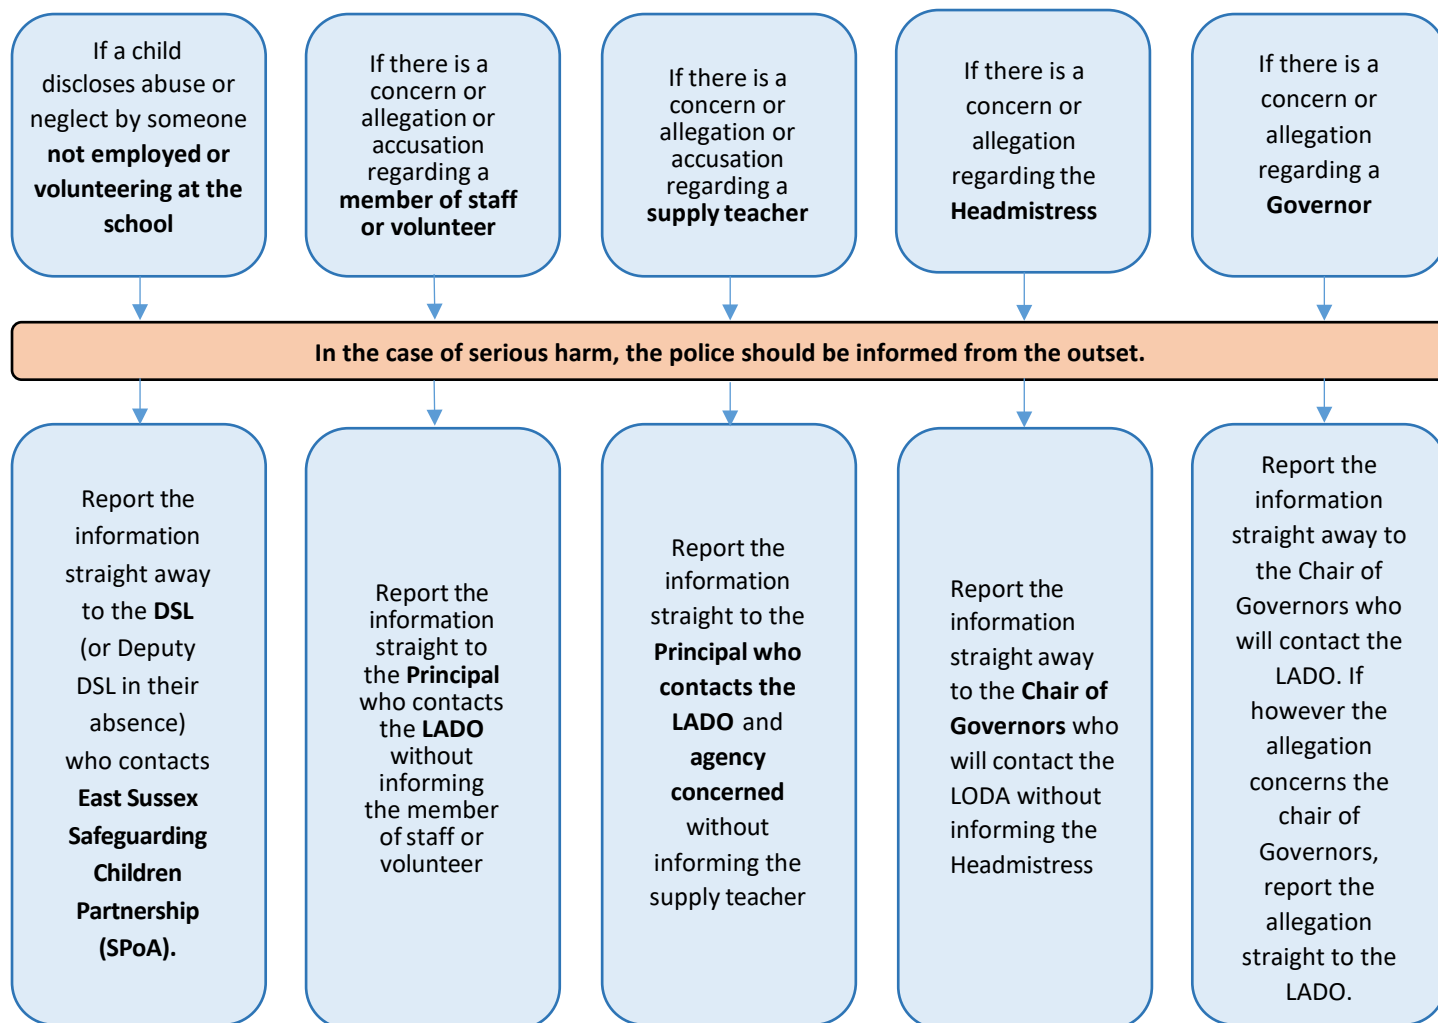 If a child
discloses abuse or
neglect by someone
not employed or
volunteering at the
school
If there is a
concern or
allegation or
accusation
regarding a
member of staff
or volunteer
If there is a
concern or
allegation or
accusation
regarding a
supply teacher
If there is a
concern or
allegation
regarding the
Headmistress
If there is a
concern or
allegation
regarding a
Governor
In the case of serious harm, the police should be informed from the outset.
Report the
information
straight away
to the DSL
(or Deputy
DSL in their
absence)
who contacts
East Sussex
Safeguarding
Children
Partnership
(SPoA).
Report the
information
straight to
the Principal
who contacts
the LADO
without
informing
the member
of staff or
volunteer
Report the
information
straight to the
Principal who
contacts the
LADO and
agency
concerned
without
informing the
supply teacher
Report the
information
straight away
to the Chair of
Governors who
will contact the
LODA without
informing the
Headmistress
Report the
information
straight away to
the Chair of
Governors who
will contact the
LADO. If
however the
allegation
concerns the
chair of
Governors,
report the
allegation
straight to the
LADO.